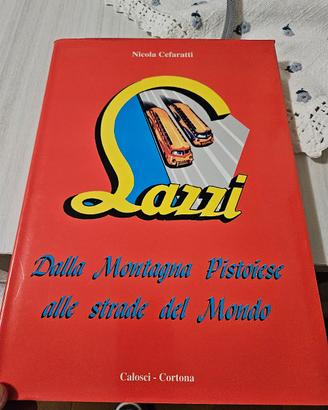 Nicola Cefaratti
Lazzi
Dalla Montagna Pistoiese
alle strade del Mondo
Calosci - Cortona